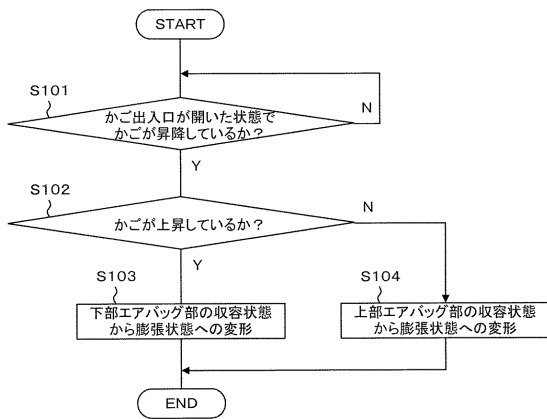 START
S101
かご出入口が開いた状態で
かごが昇降しているか?
N
Y
S102
かごが上昇しているか?
N
Y
S103
下部エアバッグ部の収容状態
から膨張状態への変形
S104
上部エアバッグ部の収容状態
から膨張状態への変形
END